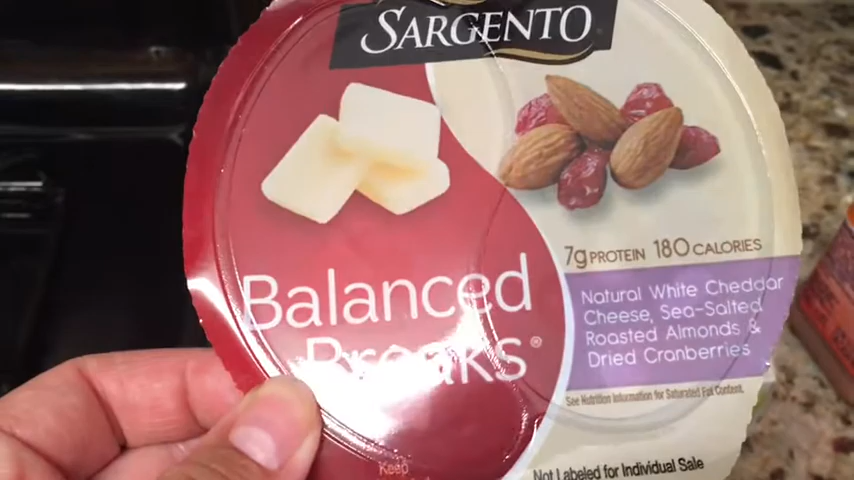 SARGENTO
7g PROTEIN 180 CALORIES
Balanced
Breaks®
Natural White Cheddar
Cheese, Sea-Salted
Roasted Almonds &
Dried Cranberries
See Nutrition Information for Saturated Fat Content
Keep
Not Labeled for Individual Sale